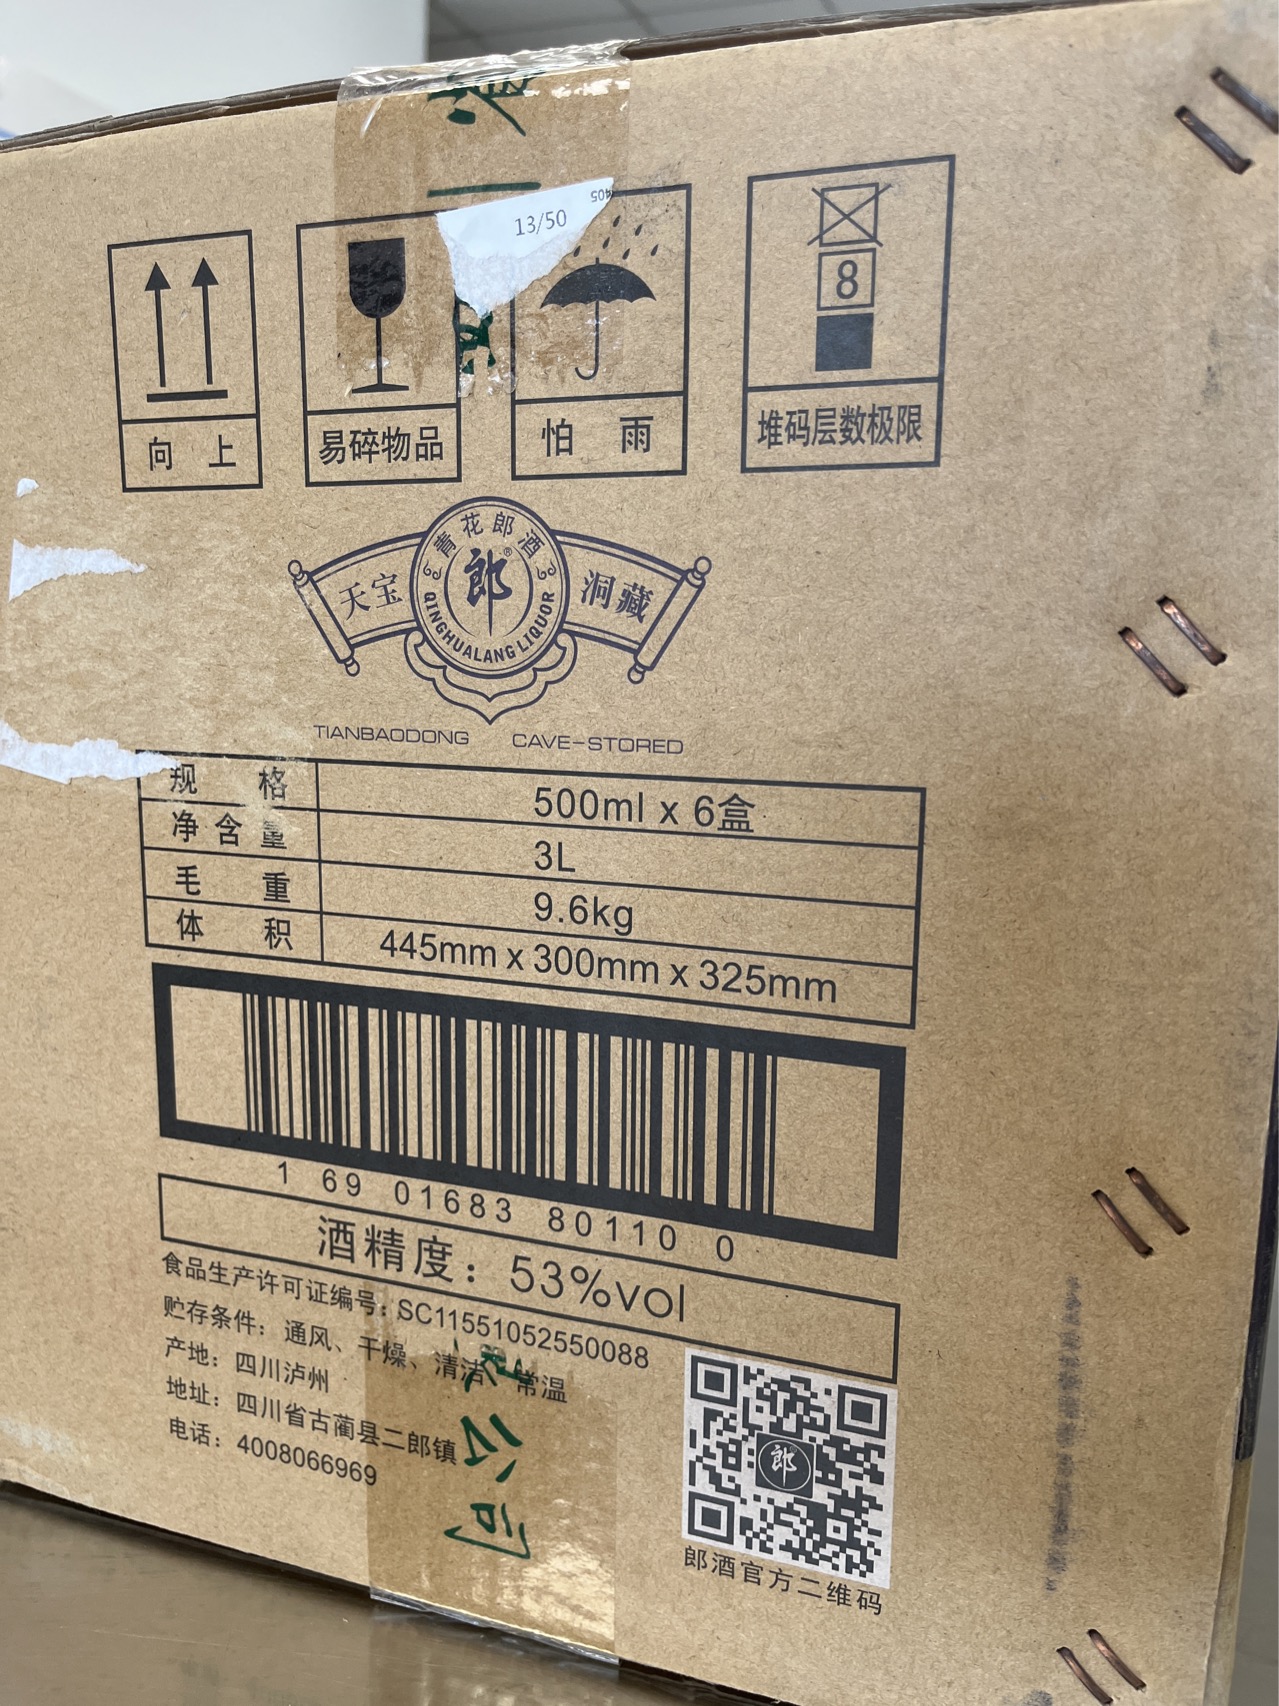 13/50
405
8
向 上
易碎物品
怕 雨
堆码层数极限
青花郎酒
天宝
郎®
洞藏
QINGHUALANG LIQUOR
TIANBAODONG CAVE-STORED
规 格 500ml x 6盒
净含量 3L
毛 重 9.6kg
体 积 445mm x 300mm x 325mm
1 69 01683 80110 0
酒精度：53%vol
食品生产许可证编号：SC11551052550088
贮存条件：通风、干燥、清洁、常温
产地：四川泸州
地址：四川省古蔺县二郎镇
电话：4008066969
公司
郎
郎酒官方二维码